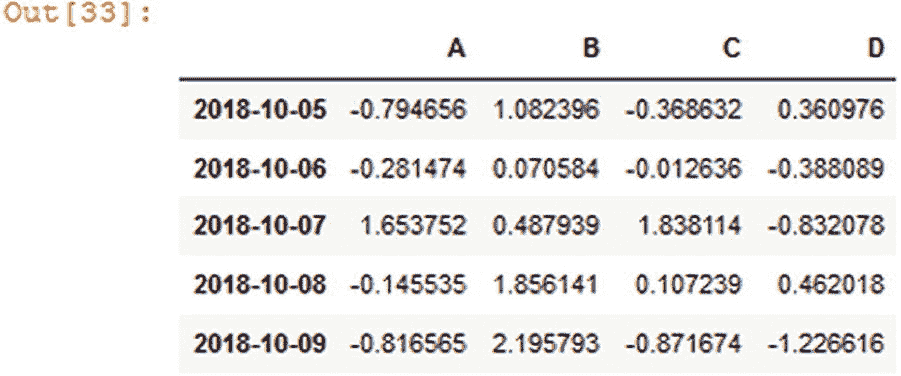 Out[33]:
A B C D
2018-10-05 -0.794656 1.082396 -0.368632 0.360976
2018-10-06 -0.281474 0.070584 -0.012636 -0.388089
2018-10-07 1.653752 0.487939 1.838114 -0.832078
2018-10-08 -0.145535 1.856141 0.107239 0.462018
2018-10-09 -0.816565 2.195793 -0.871674 -1.226616